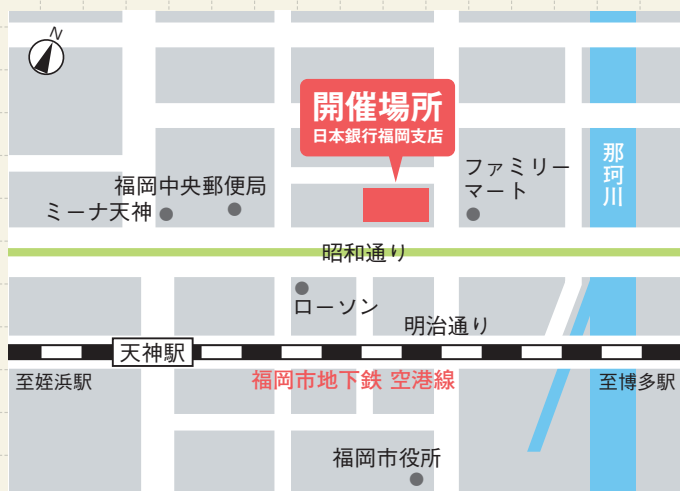 N
開催場所
日本銀行福岡支店
ファミリー
マート
那珂川
福岡中央郵便局
ミーナ天神
昭和通り
ローソン
明治通り
天神駅
至姪浜駅
福岡市地下鉄 空港線
至博多駅
福岡市役所